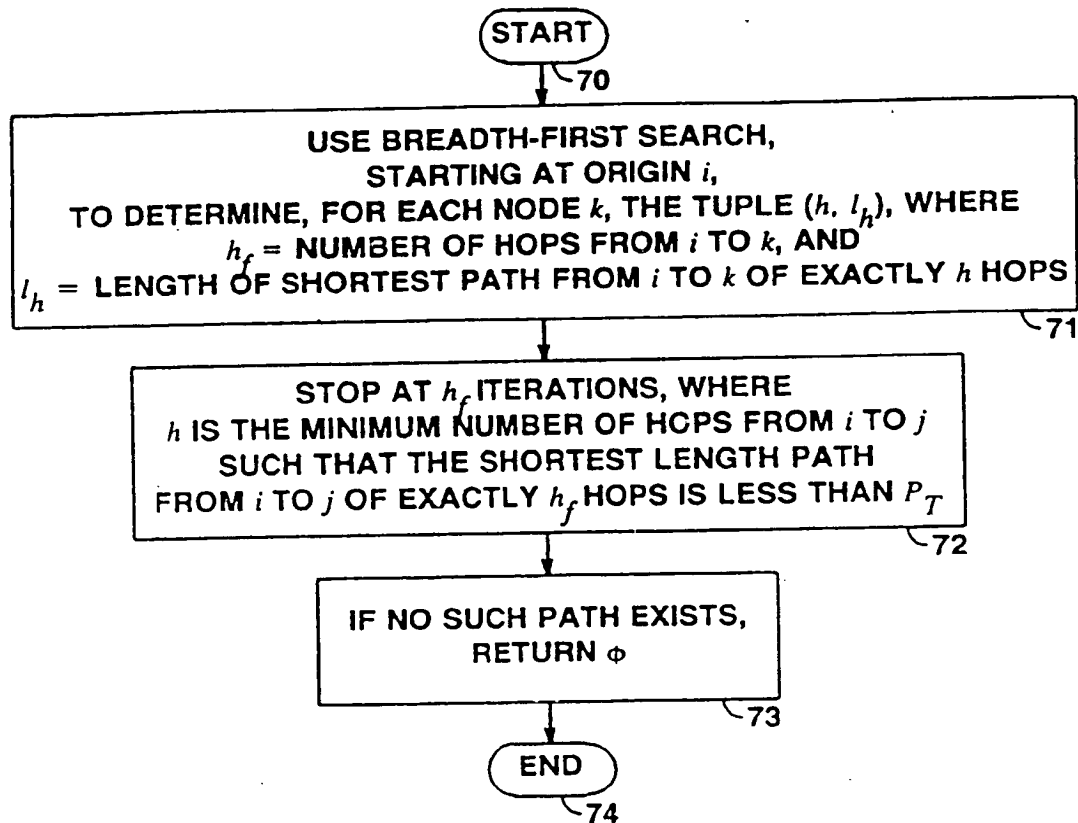 START
70
USE BREADTH-FIRST SEARCH,
STARTING AT ORIGIN i,
TO DETERMINE, FOR EACH NODE k, THE TUPLE (h, l_h), WHERE
h_f = NUMBER OF HOPS FROM i TO k, AND
l_h = LENGTH OF SHORTEST PATH FROM i TO k OF EXACTLY h HOPS
71
STOP AT h_f ITERATIONS, WHERE
h IS THE MINIMUM NUMBER OF HOPS FROM i TO j
SUCH THAT THE SHORTEST LENGTH PATH
FROM i TO j OF EXACTLY h_f HOPS IS LESS THAN P_T
72
IF NO SUCH PATH EXISTS,
RETURN Φ
73
END
74